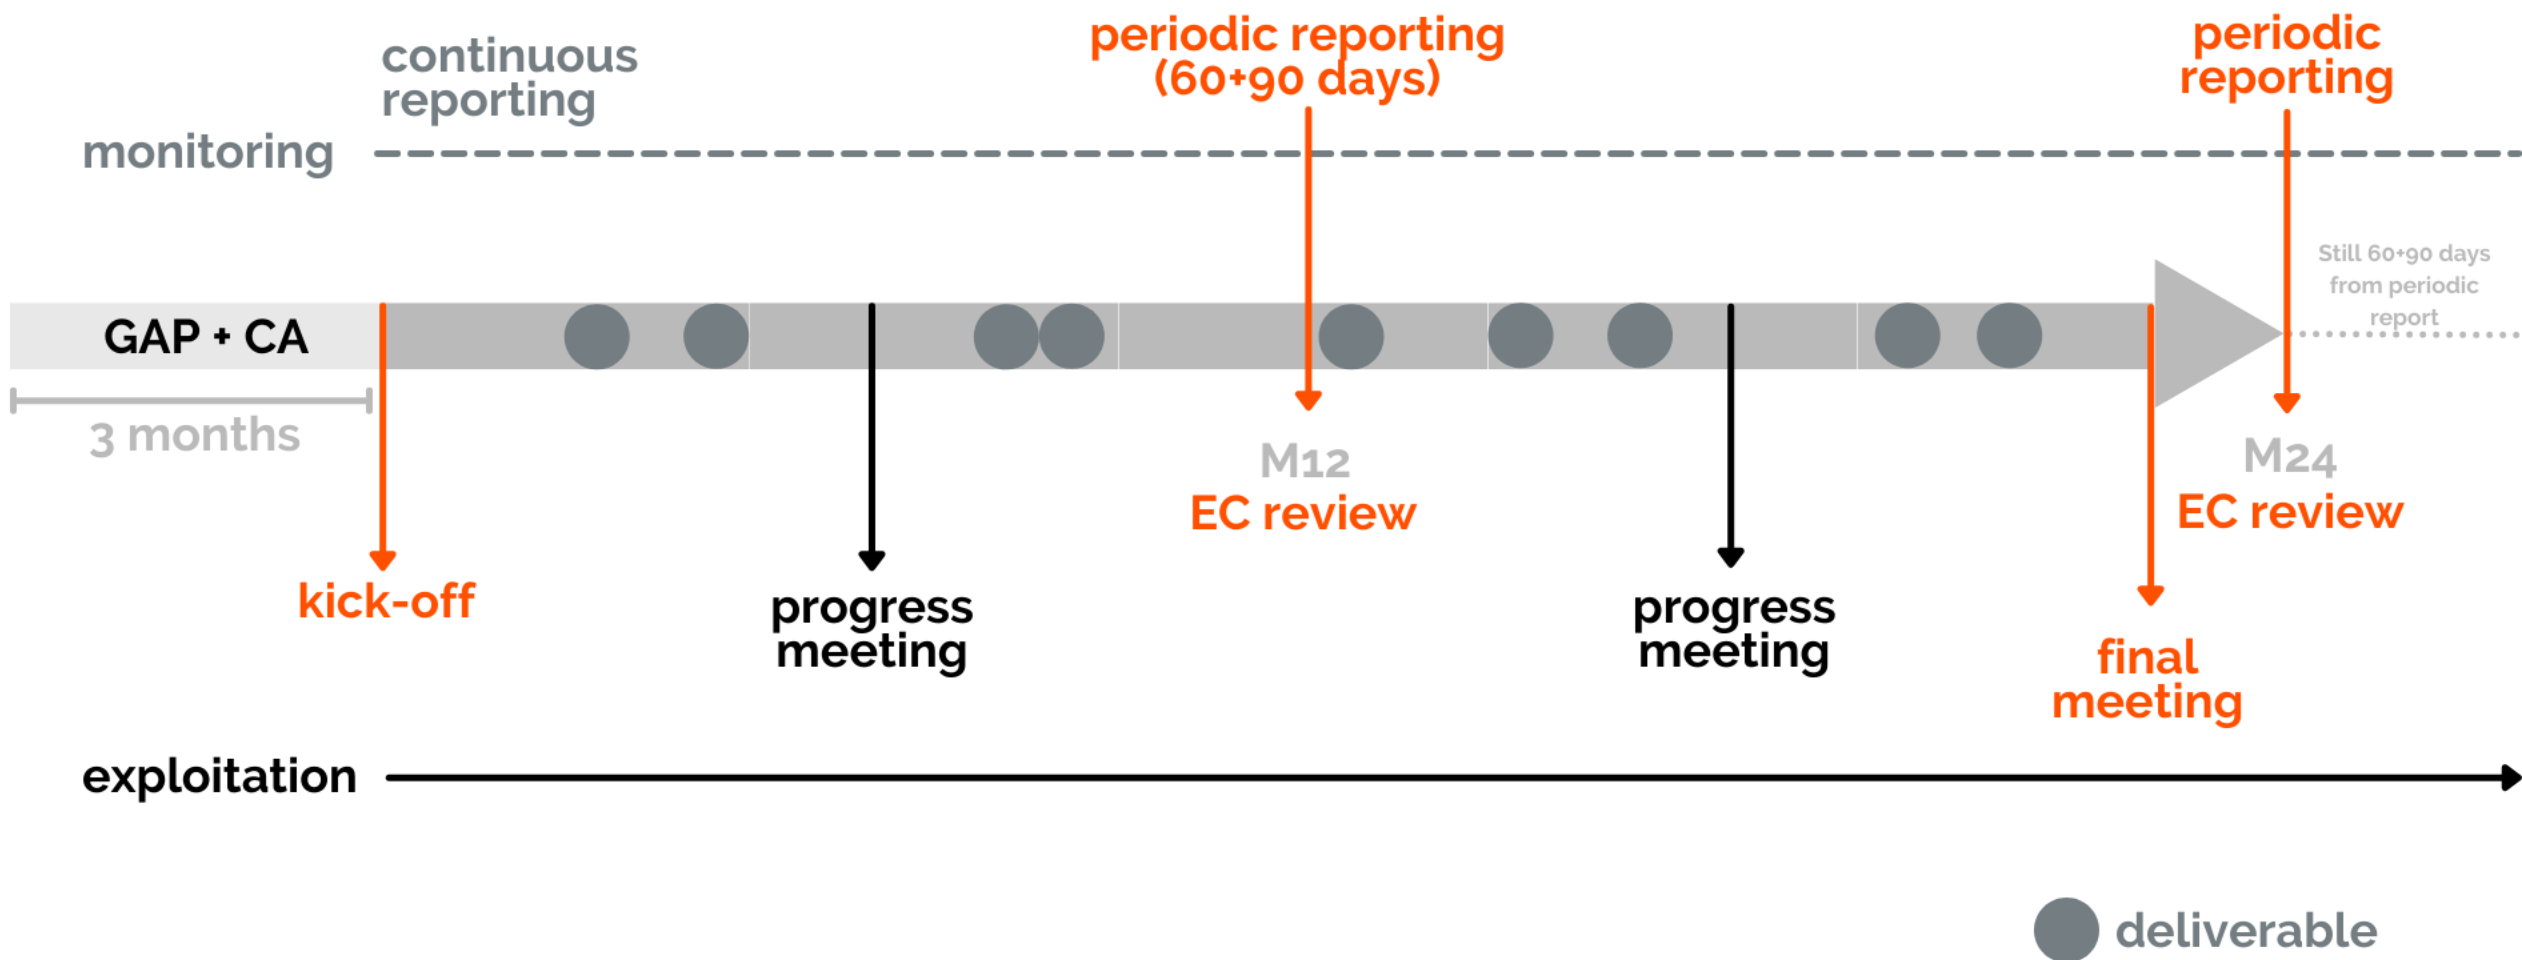 periodic reporting
(60+90 days)
periodic
reporting
continuous
reporting
monitoring
Still 60+90 days
from periodic
report
GAP + CA
3 months
M12
EC review
M24
EC review
kick-off
progress
meeting
progress
meeting
final
meeting
exploitation
deliverable